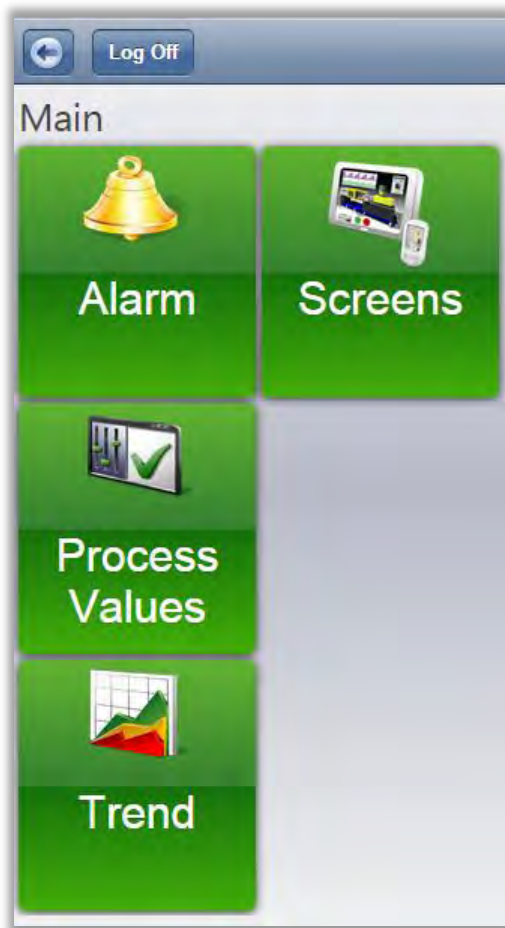 Log Off
Main
Alarm
Screens
Process
Values
Trend